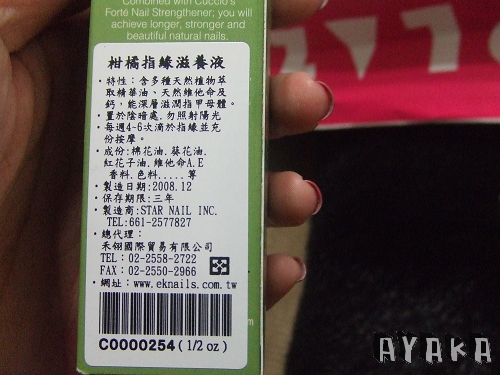 Combined with Cuccio's
Forté Nail Strengthener; you will
achieve longer, stronger and
beautiful natural nails.
柑橘指緣滋養液
·特性：含多種天然植物萃
取精華油、天然維他命及
鈣,能深層滋潤指甲母體。
·置於陰暗處.勿照射陽光
·每週4-6次滴於指緣並充
份按摩。
·成份:棉花油.葵花油.
紅花子油.維他命A.E
香料.色料.....等
·製造日期:2008.12
·保存期限:三年
·製造商:STAR NAIL INC.
TEL:661-2577827
·總代理：
禾翎國際貿易有限公司
TEL：02-2558-2722
FAX：02-2550-2966
·網址：www.eknails.com.tw
C0000254(1/2 oz)
AYAKA